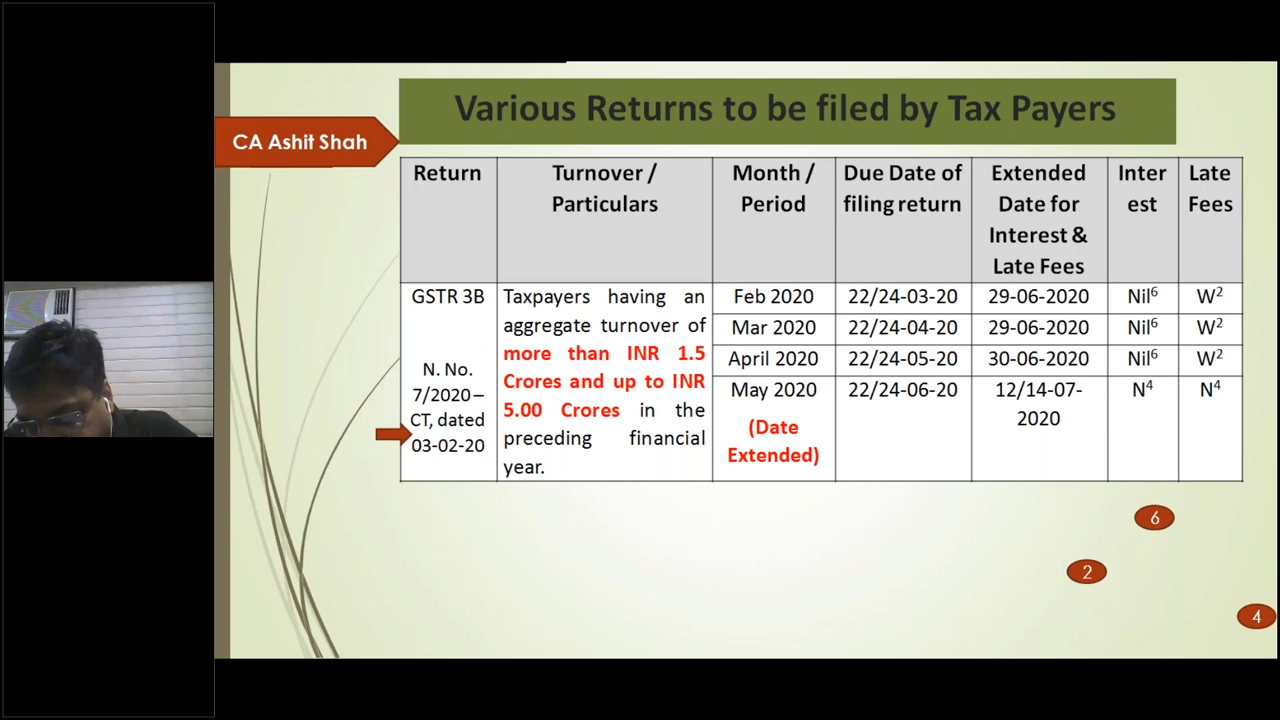 Various Returns to be filed by Tax Payers
CA Ashit Shah
Return
Turnover /
Particulars
Month /
Period
Due Date of
filing return
Extended
Date for
Interest &
Late Fees
Inter
est
Late
Fees
GSTR 3B
N. No.
7/2020 –
CT, dated
03-02-20
Taxpayers having an
aggregate turnover of
more than INR 1.5
Crores and up to INR
5.00 Crores in the
preceding financial
year.
Feb 2020
22/24-03-20
29-06-2020
Nil⁶
W²
Mar 2020
22/24-04-20
29-06-2020
Nil⁶
W²
April 2020
22/24-05-20
30-06-2020
Nil⁶
W²
May 2020
(Date
Extended)
22/24-06-20
12/14-07-
2020
N⁴
N⁴
6
2
4